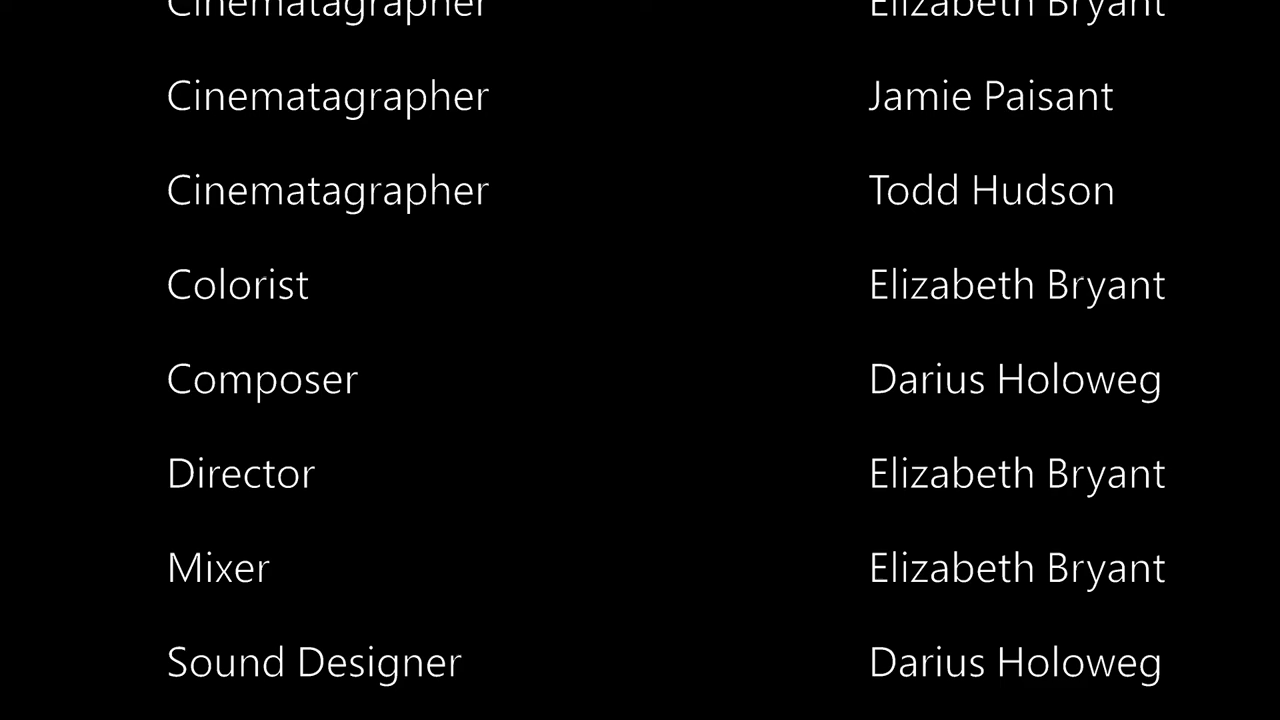 Cinematagrapher Elizabeth Bryant
Cinematagrapher Jamie Paisant
Cinematagrapher Todd Hudson
Colorist Elizabeth Bryant
Composer Darius Holoweg
Director Elizabeth Bryant
Mixer Elizabeth Bryant
Sound Designer Darius Holoweg